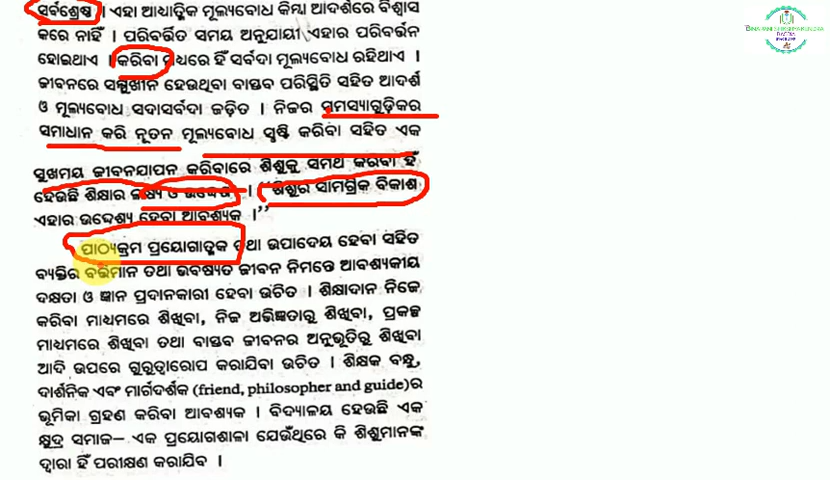 ସର୍ବଶ୍ରେଷ୍ଠ । ଏହା ଆଧ୍ୟାତ୍ମିକ ମୂଲ୍ୟବୋଧ କିମ୍ବା ଆଦର୍ଶରେ ବିଶ୍ୱାସ
କରେ ନାହିଁ । ପରିବର୍ତ୍ତିତ ସମୟ ଅନୁଯାୟୀ ଏହାର ପରିବର୍ତ୍ତନ
ହୋଇଥାଏ । କରିବା ମଧ୍ୟରେ ହିଁ ସର୍ବଦା ମୂଲ୍ୟବୋଧ ରହିଥାଏ ।
ଜୀବନରେ ସମ୍ମୁଖୀନ ହେଉଥିବା ବାସ୍ତବ ପରିସ୍ଥିତି ସହିତ ଆଦର୍ଶ
ଓ ମୂଲ୍ୟବୋଧ ସଦାସର୍ବଦା ଜଡ଼ିତ । ନିଜର ସମସ୍ୟାଗୁଡ଼ିକର
ସମାଧାନ କରି ନୂତନ ମୂଲ୍ୟବୋଧ ସୃଷ୍ଟି କରିବା ସହିତ ଏକ
ସୁଖମୟ ଜୀବନଯାପନ କରିବାରେ ଶିଶୁକୁ ସମର୍ଥ କରିବା ହିଁ
ହେଉଛି ଶିକ୍ଷାର ଲକ୍ଷ୍ୟ ଓ ଉଦ୍ଦେଶ୍ୟ । “ଶିଶୁର ସାମଗ୍ରିକ ବିକାଶ
ଏହାର ଉଦ୍ଦେଶ୍ୟ ହେବା ଆବଶ୍ୟକ ।”
ପାଠ୍ୟକ୍ରମ ପ୍ରୟୋଗାତ୍ମକ ତଥା ଉପାଦେୟ ହେବା ସହିତ
ବ୍ୟକ୍ତିର ବର୍ତ୍ତମାନ ତଥା ଭବିଷ୍ୟତ ଜୀବନ ନିମନ୍ତେ ଆବଶ୍ୟକୀୟ
ଦକ୍ଷତା ଓ ଜ୍ଞାନ ପ୍ରଦାନକାରୀ ହେବା ଉଚିତ । ଶିକ୍ଷାଦାନ ନିଜେ
କରିବା ମାଧ୍ୟମରେ ଶିଖିବା, ନିଜ ଅଭିଜ୍ଞତାରୁ ଶିଖିବା, ପ୍ରକଳ୍ପ
ମାଧ୍ୟମରେ ଶିଖିବା ତଥା ବାସ୍ତବ ଜୀବନର ଅନୁଭୂତିରୁ ଶିଖିବା
ଆଦି ଉପରେ ଗୁରୁତ୍ୱାରୋପ କରାଯିବା ଉଚିତ । ଶିକ୍ଷକ ବନ୍ଧୁ,
ଦାର୍ଶନିକ ଏବଂ ମାର୍ଗଦର୍ଶକ (friend, philosopher and guide)ର
ଭୂମିକା ଗ୍ରହଣ କରିବା ଆବଶ୍ୟକ । ବିଦ୍ୟାଳୟ ହେଉଛି ଏକ
କ୍ଷୁଦ୍ର ସମାଜ– ଏକ ପ୍ରୟୋଗଶାଳା ଯେଉଁଥିରେ କି ଶିଶୁମାନଙ୍କ
ଦ୍ୱାରା ହିଁ ପରୀକ୍ଷଣ କରାଯିବ ।